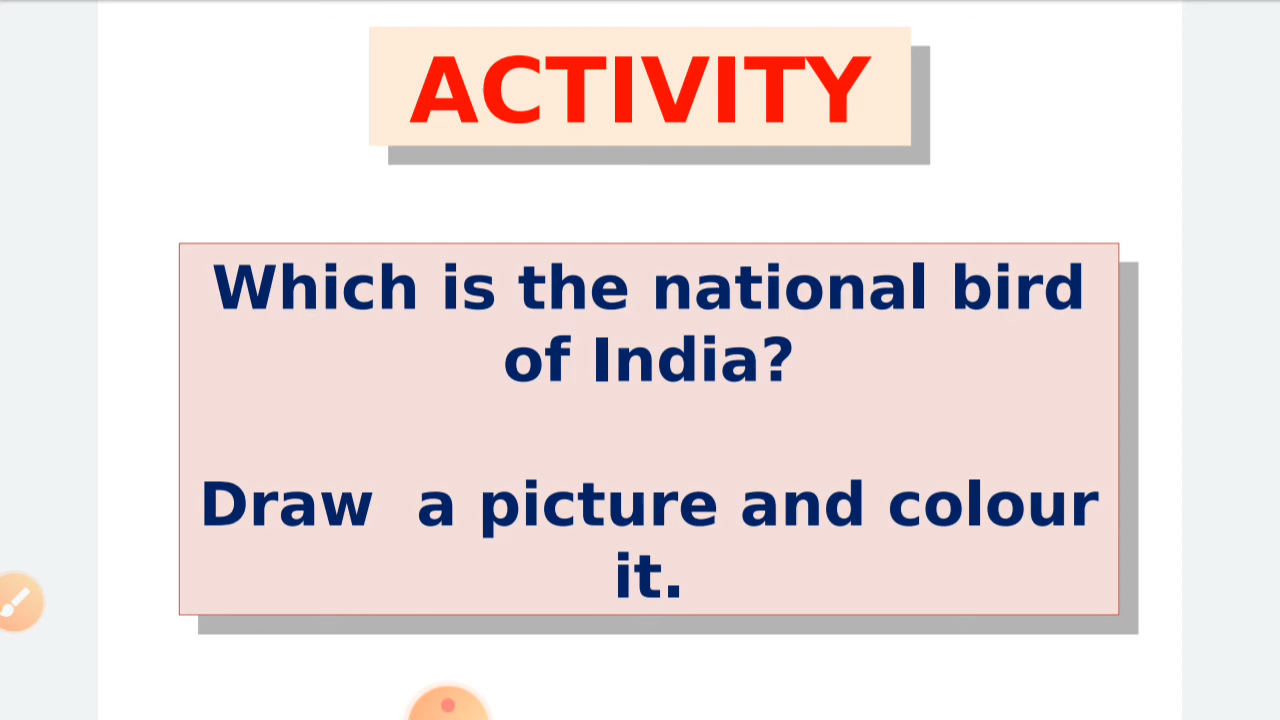 ACTIVITY
Which is the national bird
of India?
Draw  a picture and colour
it.